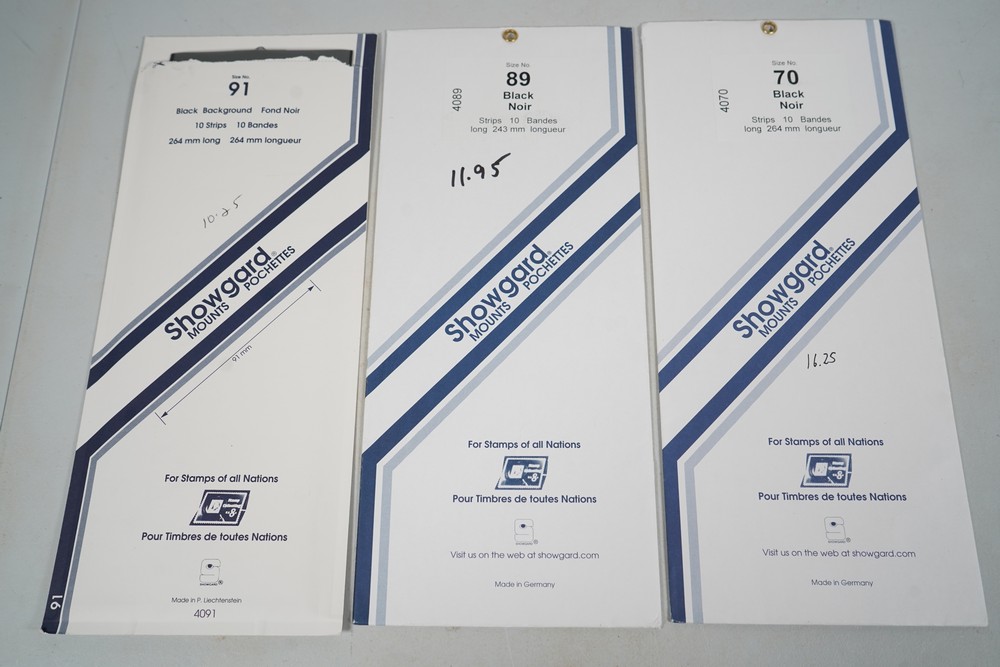 Size No.
91
Black Background Fond Noir
10 Strips 10 Bandes
264 mm long 264 mm longueur
10.25
Showgard®
MOUNTS POCHETTES
91 mm
For Stamps of all Nations
Pour Timbres de toutes Nations
Made in P. Liechtenstein
4091
91
Size No.
89
Black
Noir
4089
Strips 10 Bandes
long 243 mm longueur
11.95
Showgard®
MOUNTS POCHETTES
For Stamps of all Nations
Pour Timbres de toutes Nations
Visit us on the web at showgard.com
Made in Germany
Size No.
70
Black
Noir
4070
Strips 10 Bandes
long 264 mm longueur
Showgard®
MOUNTS POCHETTES
16.25
For Stamps of all Nations
Pour Timbres de toutes Nations
Visit us on the web at showgard.com
Made in Germany